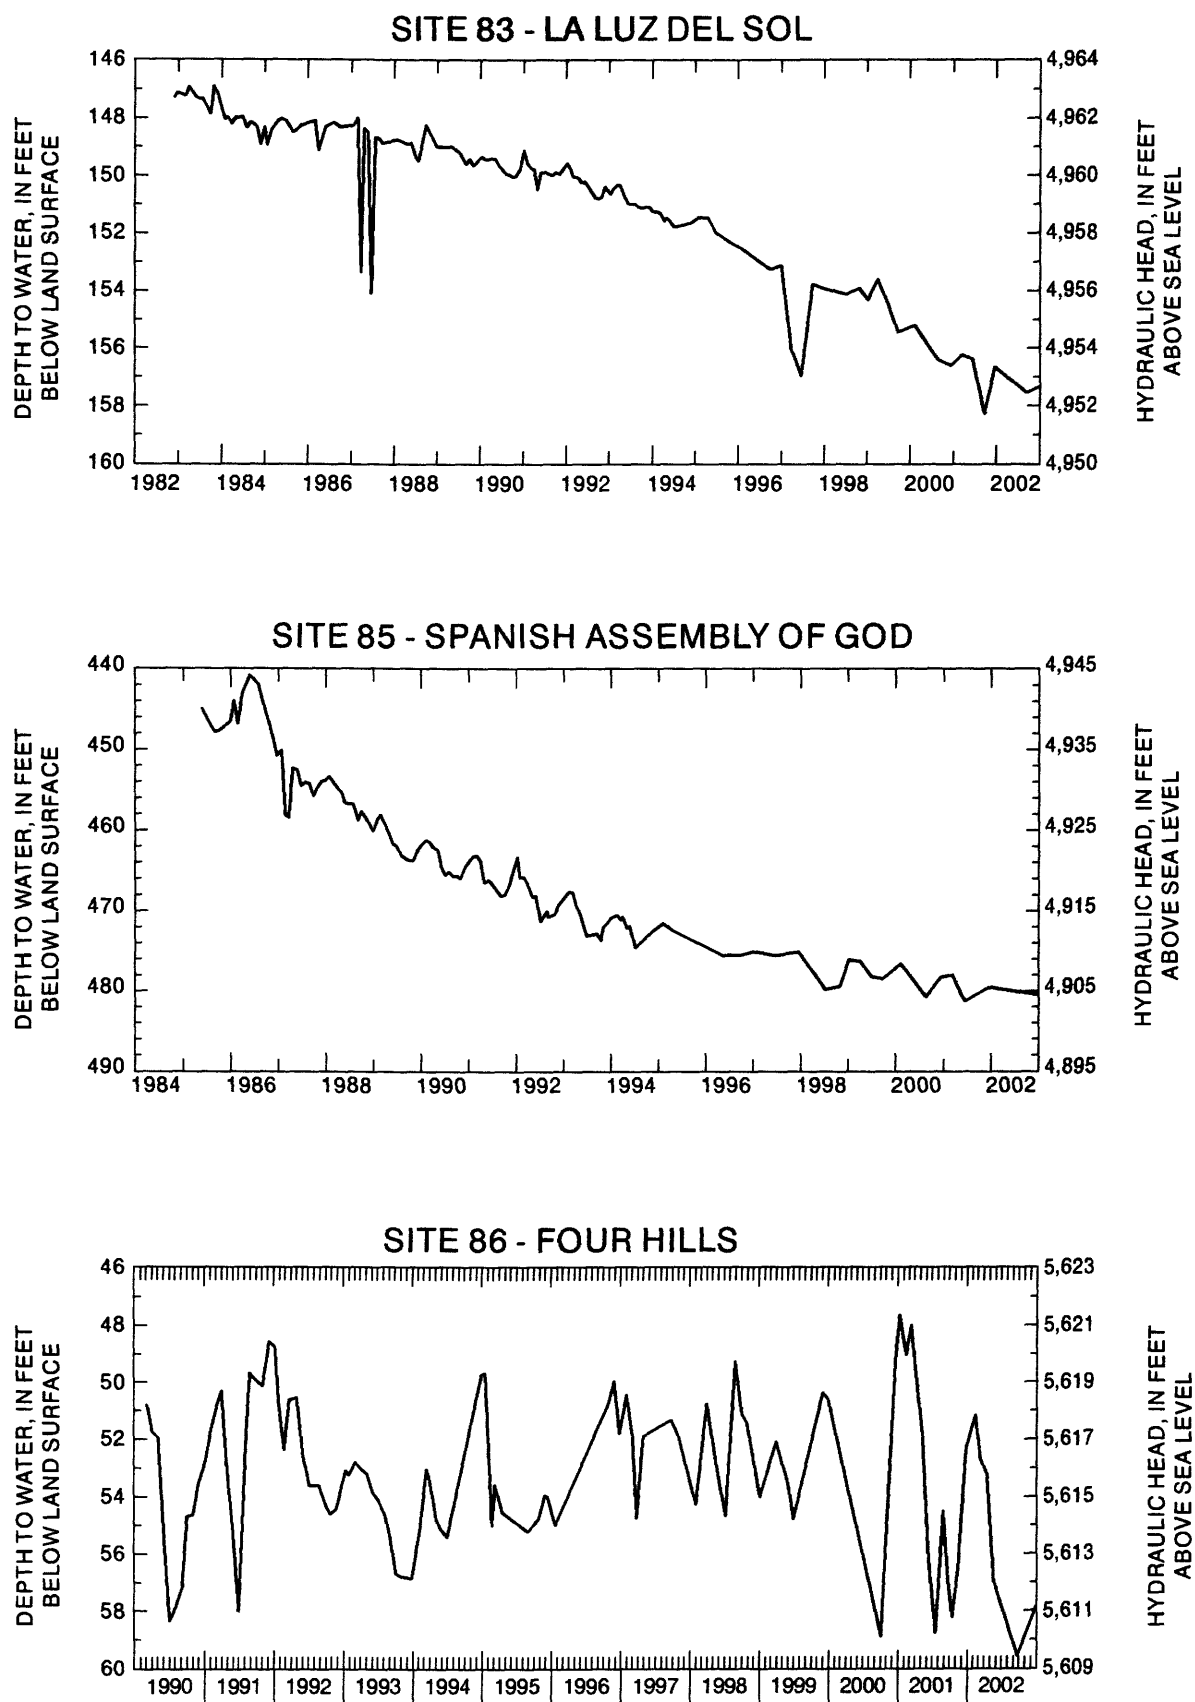 SITE 83 - LA LUZ DEL SOL
DEPTH TO WATER, IN FEET
BELOW LAND SURFACE
146
148
150
152
154
156
158
160
4,964
4,962
4,960
4,958
4,956
4,954
4,952
4,950
HYDRAULIC HEAD, IN FEET
ABOVE SEA LEVEL
1982 1984 1986 1988 1990 1992 1994 1996 1998 2000 2002
SITE 85 - SPANISH ASSEMBLY OF GOD
DEPTH TO WATER, IN FEET
BELOW LAND SURFACE
440
450
460
470
480
490
4,945
4,935
4,925
4,915
4,905
4,895
HYDRAULIC HEAD, IN FEET
ABOVE SEA LEVEL
1984 1986 1988 1990 1992 1994 1996 1998 2000 2002
SITE 86 - FOUR HILLS
DEPTH TO WATER, IN FEET
BELOW LAND SURFACE
46
48
50
52
54
56
58
60
5,623
5,621
5,619
5,617
5,615
5,613
5,611
5,609
HYDRAULIC HEAD, IN FEET
ABOVE SEA LEVEL
1990 1991 1992 1993 1994 1995 1996 1997 1998 1999 2000 2001 2002